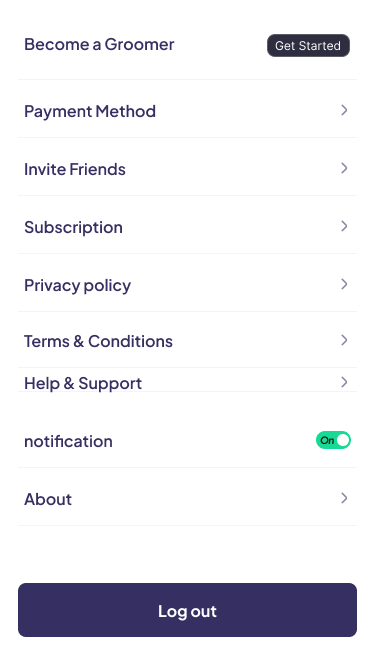 Become a Groomer Get Started
Payment Method
Invite Friends
Subscription
Privacy policy
Terms & Conditions
Help & Support
notification On
About
Log out